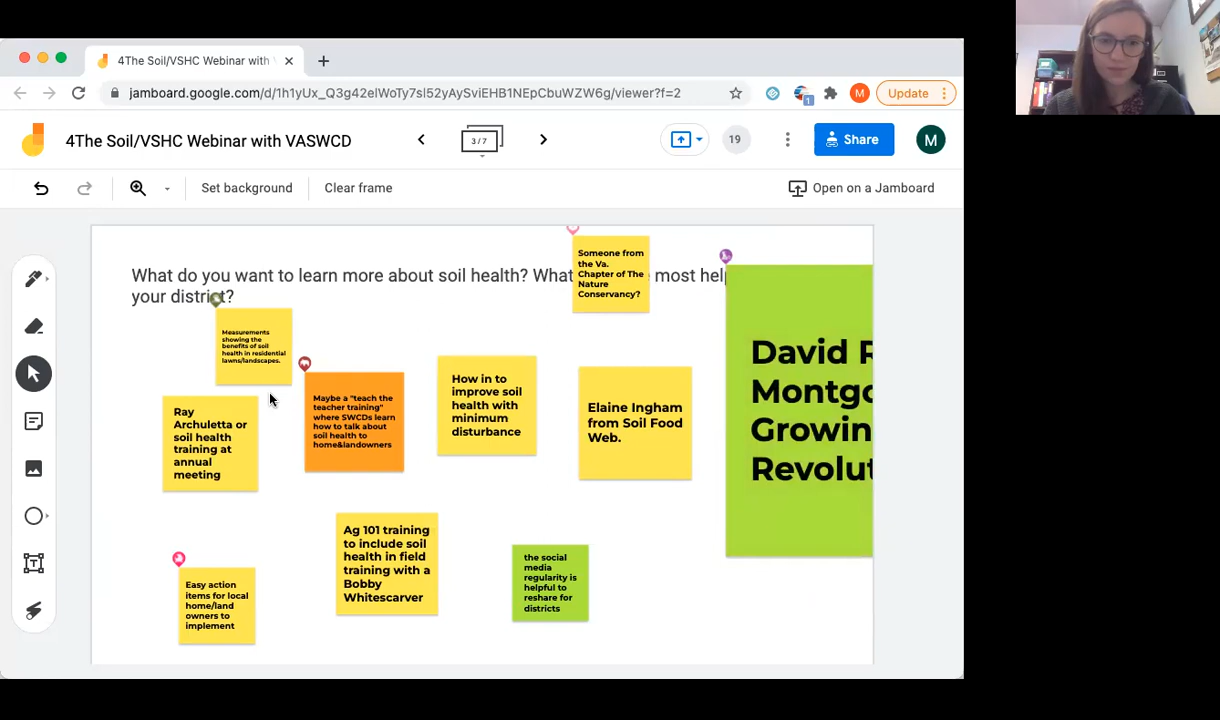 4The Soil/VSHC Webinar with
jamboard.google.com/d/1h1yUx_Q3g42elWoTy7sl52yAySviEHB1NEpCbuWZW6g/viewer?f=2
1
M
Update
4The Soil/VSHC Webinar with VASWCD
3/7
19
Share
M
Set background
Clear frame
Open on a Jamboard
What do you want to learn more about soil health? What
most help
your district?
Someone from
the Va.
Chapter of The
Nature
Conservancy?
Measurements
showing the
benefits of soil
health in residential
lawns/landscapes.
Ray
Archuletta or
soil health
training at
annual
meeting
Maybe a "teach the
teacher training"
where SWCDs learn
how to talk about
soil health to
home&landowners
How in to
improve soil
health with
minimum
disturbance
Elaine Ingham
from Soil Food
Web.
David R
Montgo
Growin
Revolut
Easy action
items for local
home/land
owners to
implement
Ag 101 training
to include soil
health in field
training with a
Bobby
Whitescarver
the social
media
regularity is
helpful to
reshare for
districts